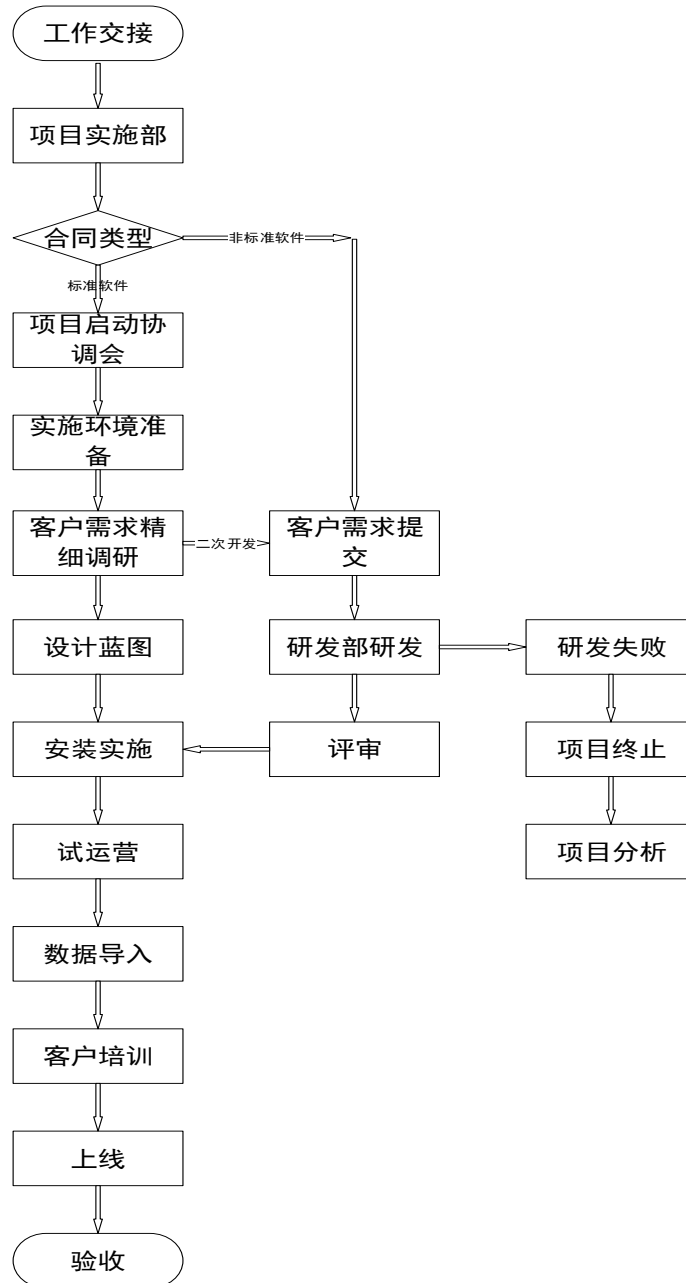 工作交接
项目实施部
合同类型
非标准软件
标准软件
项目启动协
调会
实施环境准
备
客户需求精
细调研
二次开发
客户需求提
交
设计蓝图
研发部研发
研发失败
安装实施
评审
项目终止
试运营
项目分析
数据导入
客户培训
上线
验收